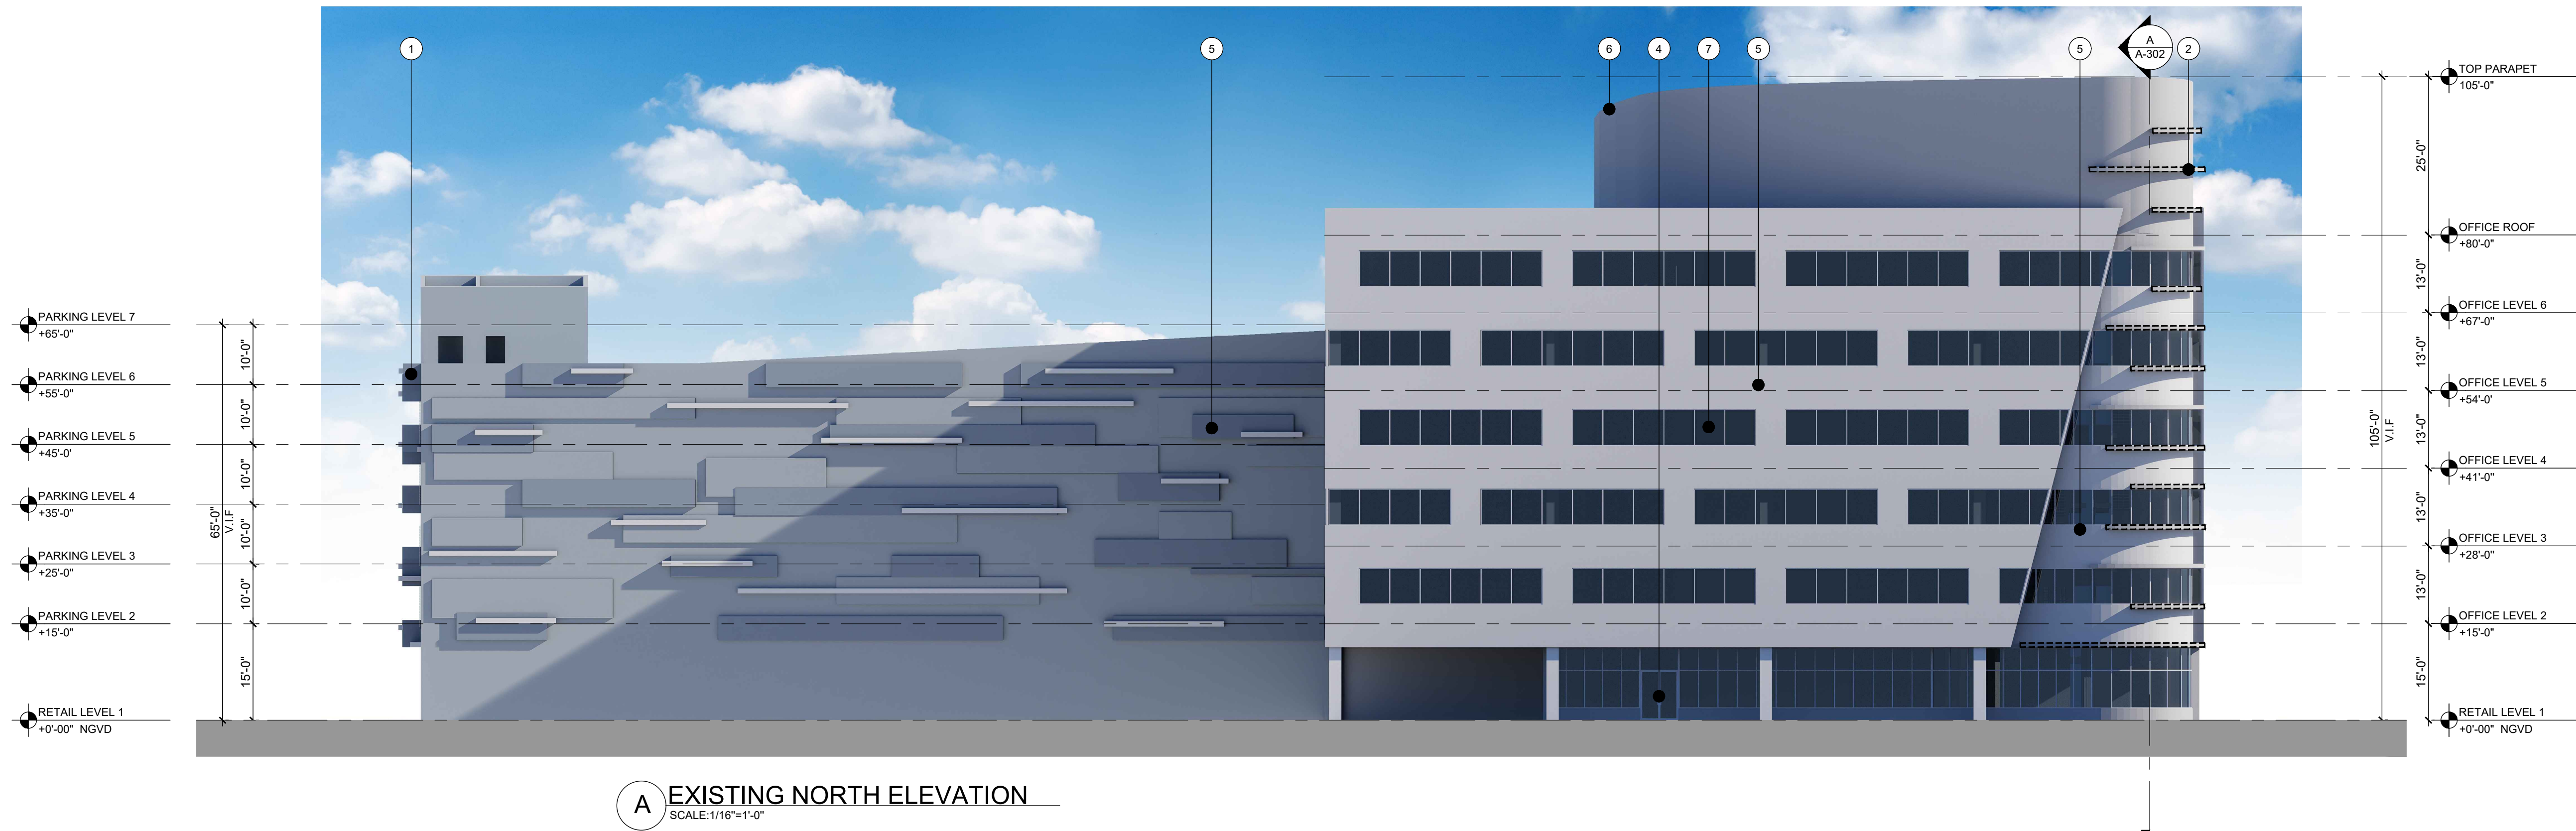 1
5
6
4
7
5
5
A
A-302
2
TOP PARAPET
105'-0"
25'-0"
OFFICE ROOF
+80'-0"
13'-0"
OFFICE LEVEL 6
+67'-0"
13'-0"
OFFICE LEVEL 5
+54'-0'
13'-0"
OFFICE LEVEL 4
+41'-0"
13'-0"
OFFICE LEVEL 3
+28'-0"
13'-0"
OFFICE LEVEL 2
+15'-0"
15'-0"
RETAIL LEVEL 1
+0'-00" NGVD
105'-0"
V.I.F
PARKING LEVEL 7
+65'-0"
10'-0"
PARKING LEVEL 6
+55'-0"
10'-0"
PARKING LEVEL 5
+45'-0'
10'-0"
PARKING LEVEL 4
+35'-0"
10'-0"
PARKING LEVEL 3
+25'-0"
10'-0"
PARKING LEVEL 2
+15'-0"
15'-0"
RETAIL LEVEL 1
+0'-00" NGVD
65'-0"
V.I.F
A
EXISTING NORTH ELEVATION
SCALE:1/16"=1'-0"